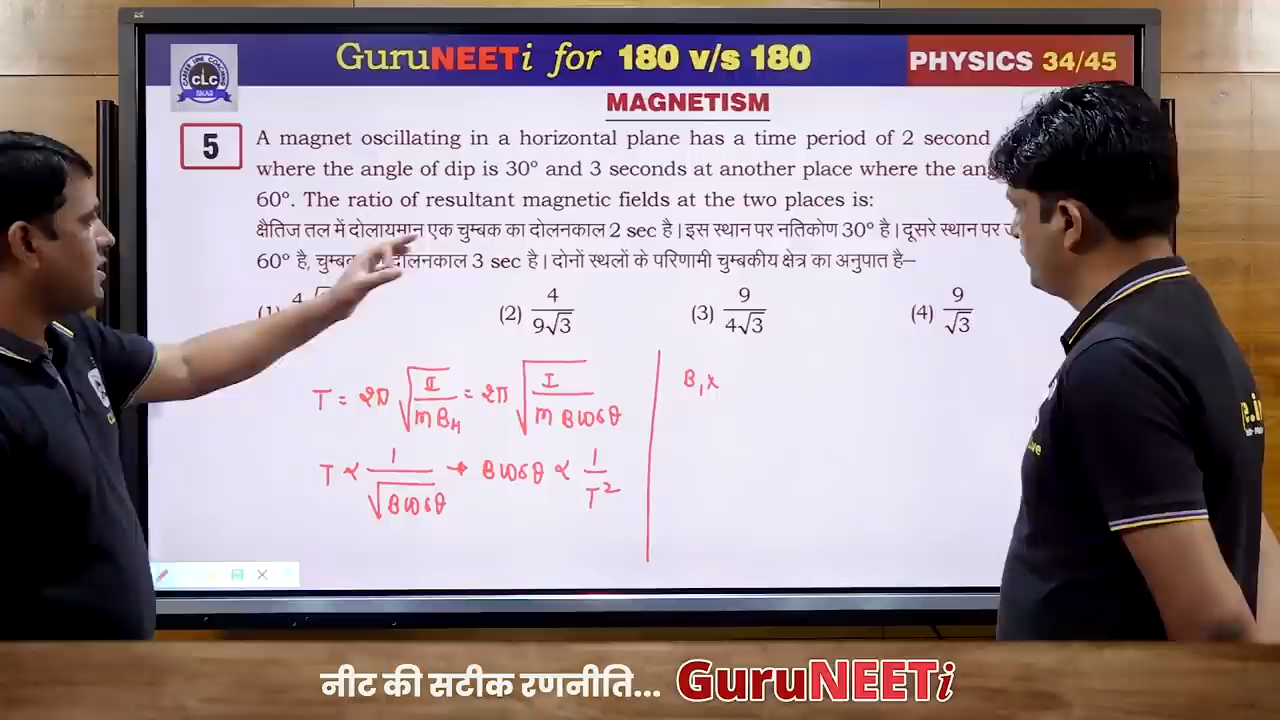 GuruNEETi for 180 v/s 180
PHYSICS 34/45
CLC
SIKAR
MAGNETISM
5
A magnet oscillating in a horizontal plane has a time period of 2 second
where the angle of dip is 30° and 3 seconds at another place where the
60°. The ratio of resultant magnetic fields at the two places is:
क्षैतिज तल में दोलायमान एक चुम्बक का दोलनकाल 2 sec है। इस स्थान पर नतिकोण 30° है। दूसरे स्थान पर
60° है, दोलनकाल 3 sec है। दोनों स्थलों के परिणामी चुम्बकीय क्षेत्र का अनुपात है–
(2) 4/9√3
(3) 9/4√3
(4) 9/√3
T = 2π √(I/mB_H) = 2π √(I/m Bcosθ)
B₁×
T ∝ 1/√(Bcosθ) → Bcosθ ∝ 1/T²
नीट की सटीक रणनीति... GuruNEETi